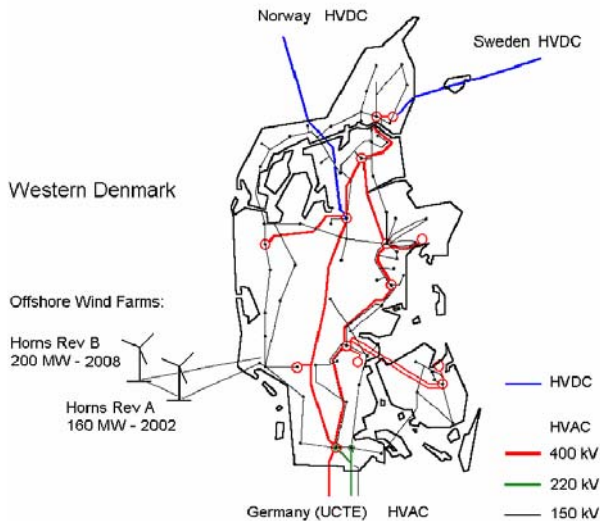 Norway HVDC
Sweden HVDC
Western Denmark
Offshore Wind Farms:
Horns Rev B
200 MW - 2008
Horns Rev A
160 MW - 2002
HVDC
HVAC
400 kV
220 kV
150 kV
Germany (UCTE) HVAC